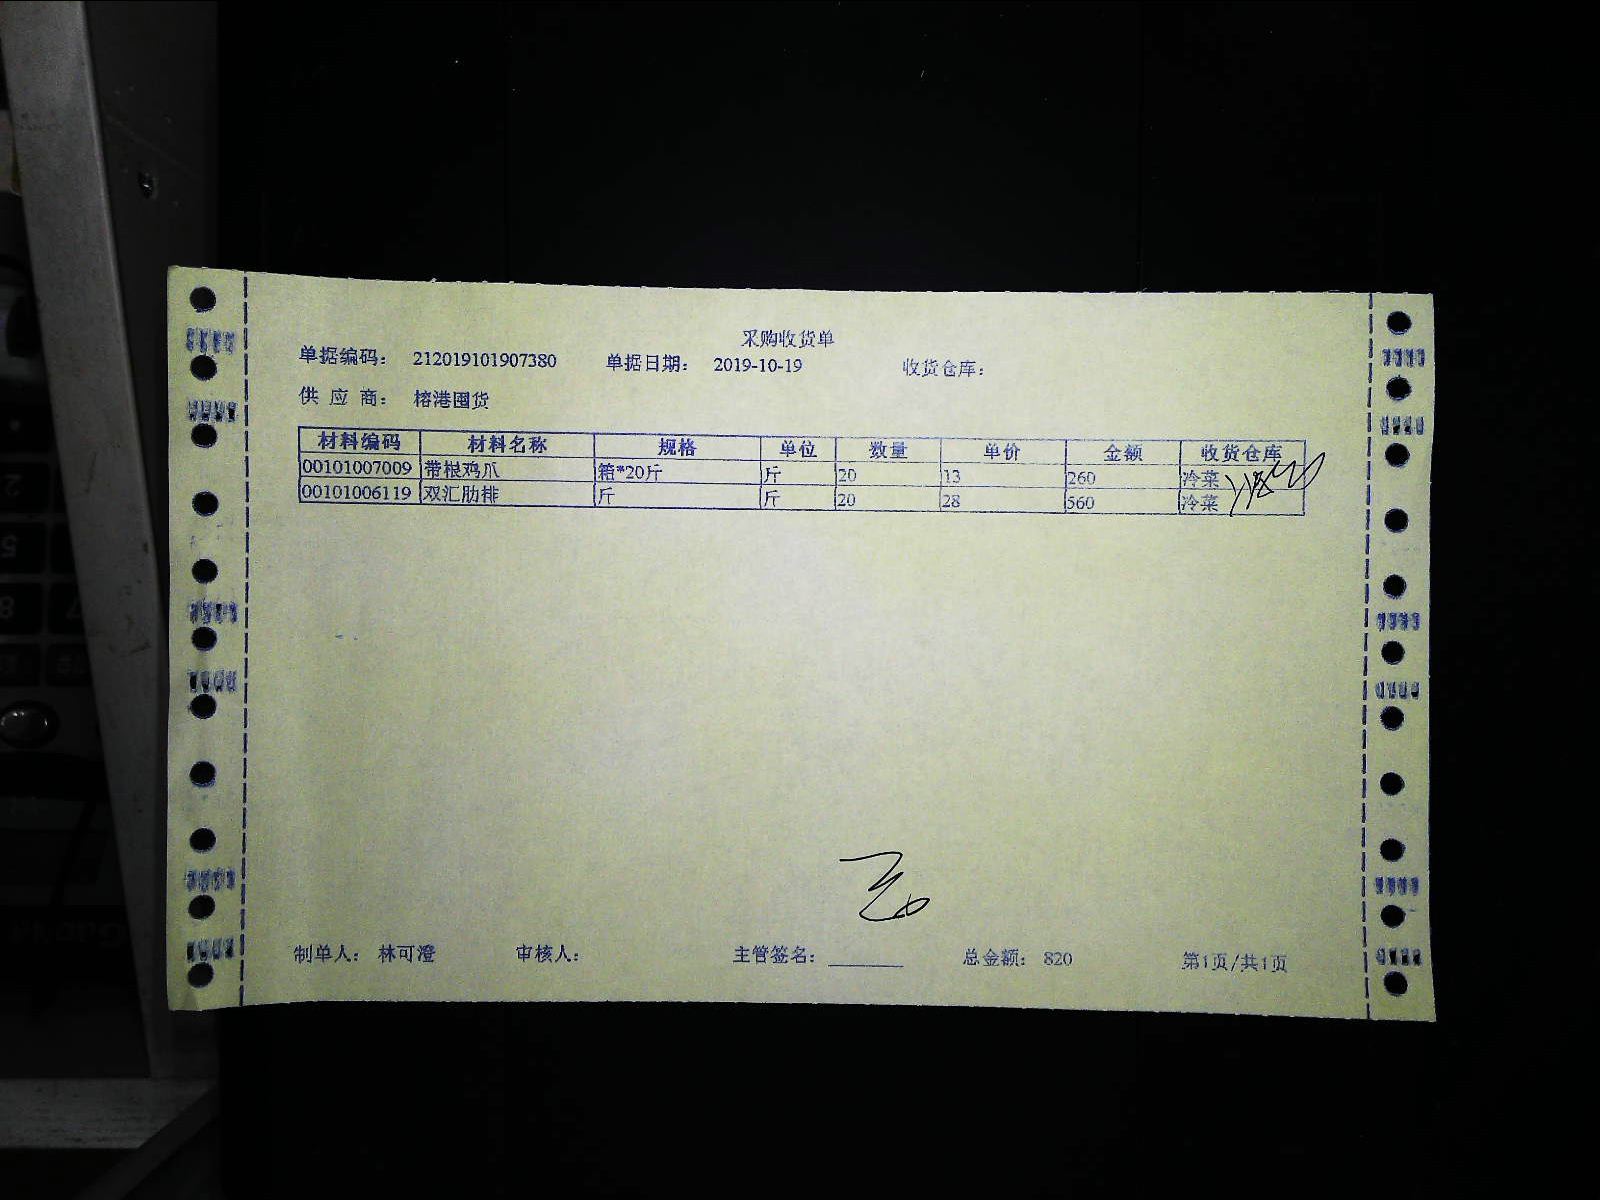 采购收货单
单据编码： 212019101907380 单据日期： 2019-10-19 收货仓库：
供应商： 榕港囤货
材料编码 材料名称 规格 单位 数量 单价 金额 收货仓库
00101007009 带根鸡爪 箱*20斤 斤 20 13 260 冷菜
00101006119 双汇肋排 斤 斤 20 28 560 冷菜
制单人： 林可澄 审核人： 主管签名：________ 总金额： 820 第1页/共1页